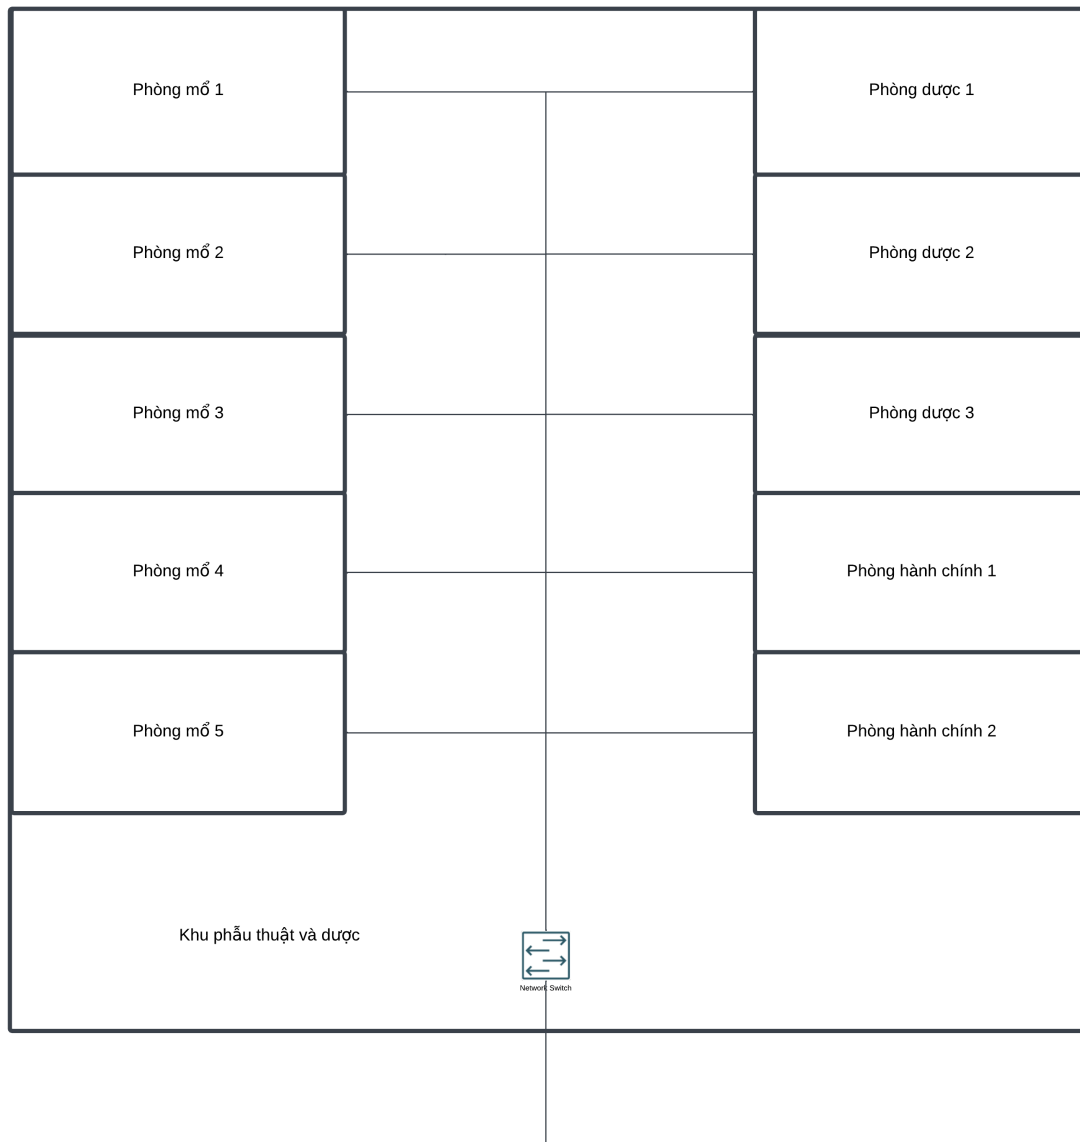 Phòng mổ 1
Phòng dược 1
Phòng mổ 2
Phòng dược 2
Phòng mổ 3
Phòng dược 3
Phòng mổ 4
Phòng hành chính 1
Phòng mổ 5
Phòng hành chính 2
Khu phẫu thuật và dược
Network Switch